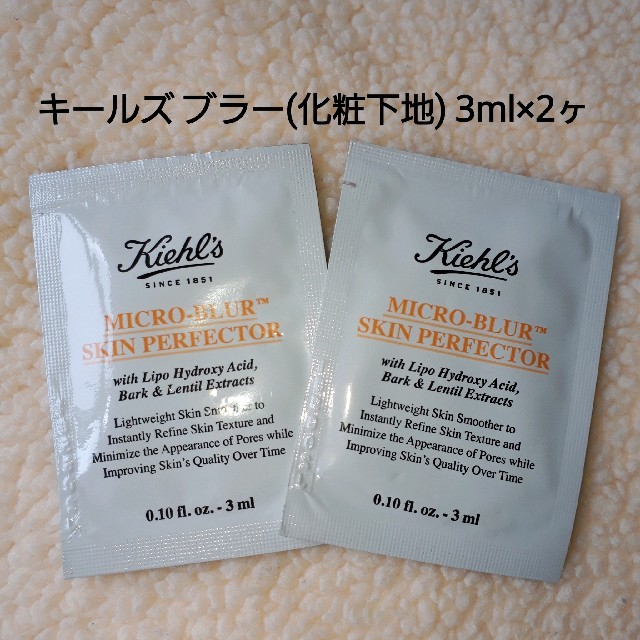 キールズ ブラー(化粧下地) 3ml×2ヶ
Kiehl's
SINCE 1851
MICRO-BLUR™
SKIN PERFECTOR
with Lipo Hydroxy Acid,
Bark & Lentil Extracts
Lightweight Skin Smoother to
Instantly Refine Skin Texture and
Minimize the Appearance of Pores while
Improving Skin's Quality Over Time
0.10 fl. oz. - 3 ml
Kiehl's
SINCE 1851
MICRO-BLUR™
SKIN PERFECTOR
with Lipo Hydroxy Acid,
Bark & Lentil Extracts
Lightweight Skin Smoother to
Instantly Refine Skin Texture and
Minimize the Appearance of Pores while
Improving Skin's Quality Over Time
0.10 fl. oz. - 3 ml